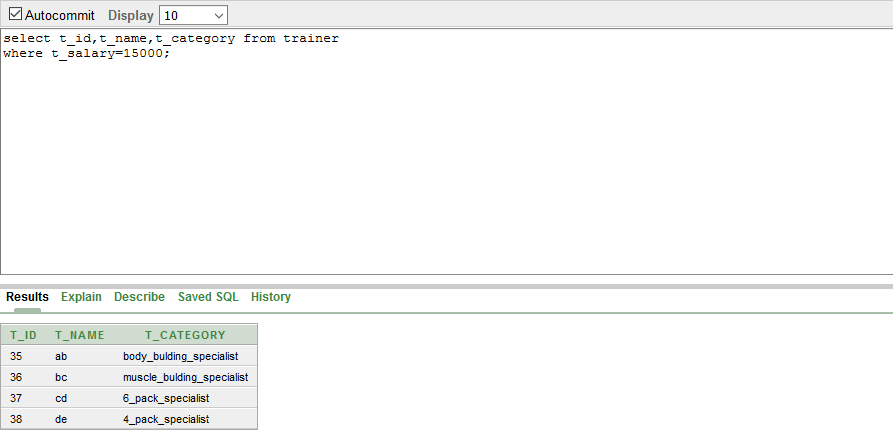 Autocommit Display 10
select t_id,t_name,t_category from trainer
where t_salary=15000;
Results Explain Describe Saved SQL History
T_ID T_NAME T_CATEGORY
35 ab body_bulding_specialist
36 bc muscle_bulding_specialist
37 cd 6_pack_specialist
38 de 4_pack_specialist